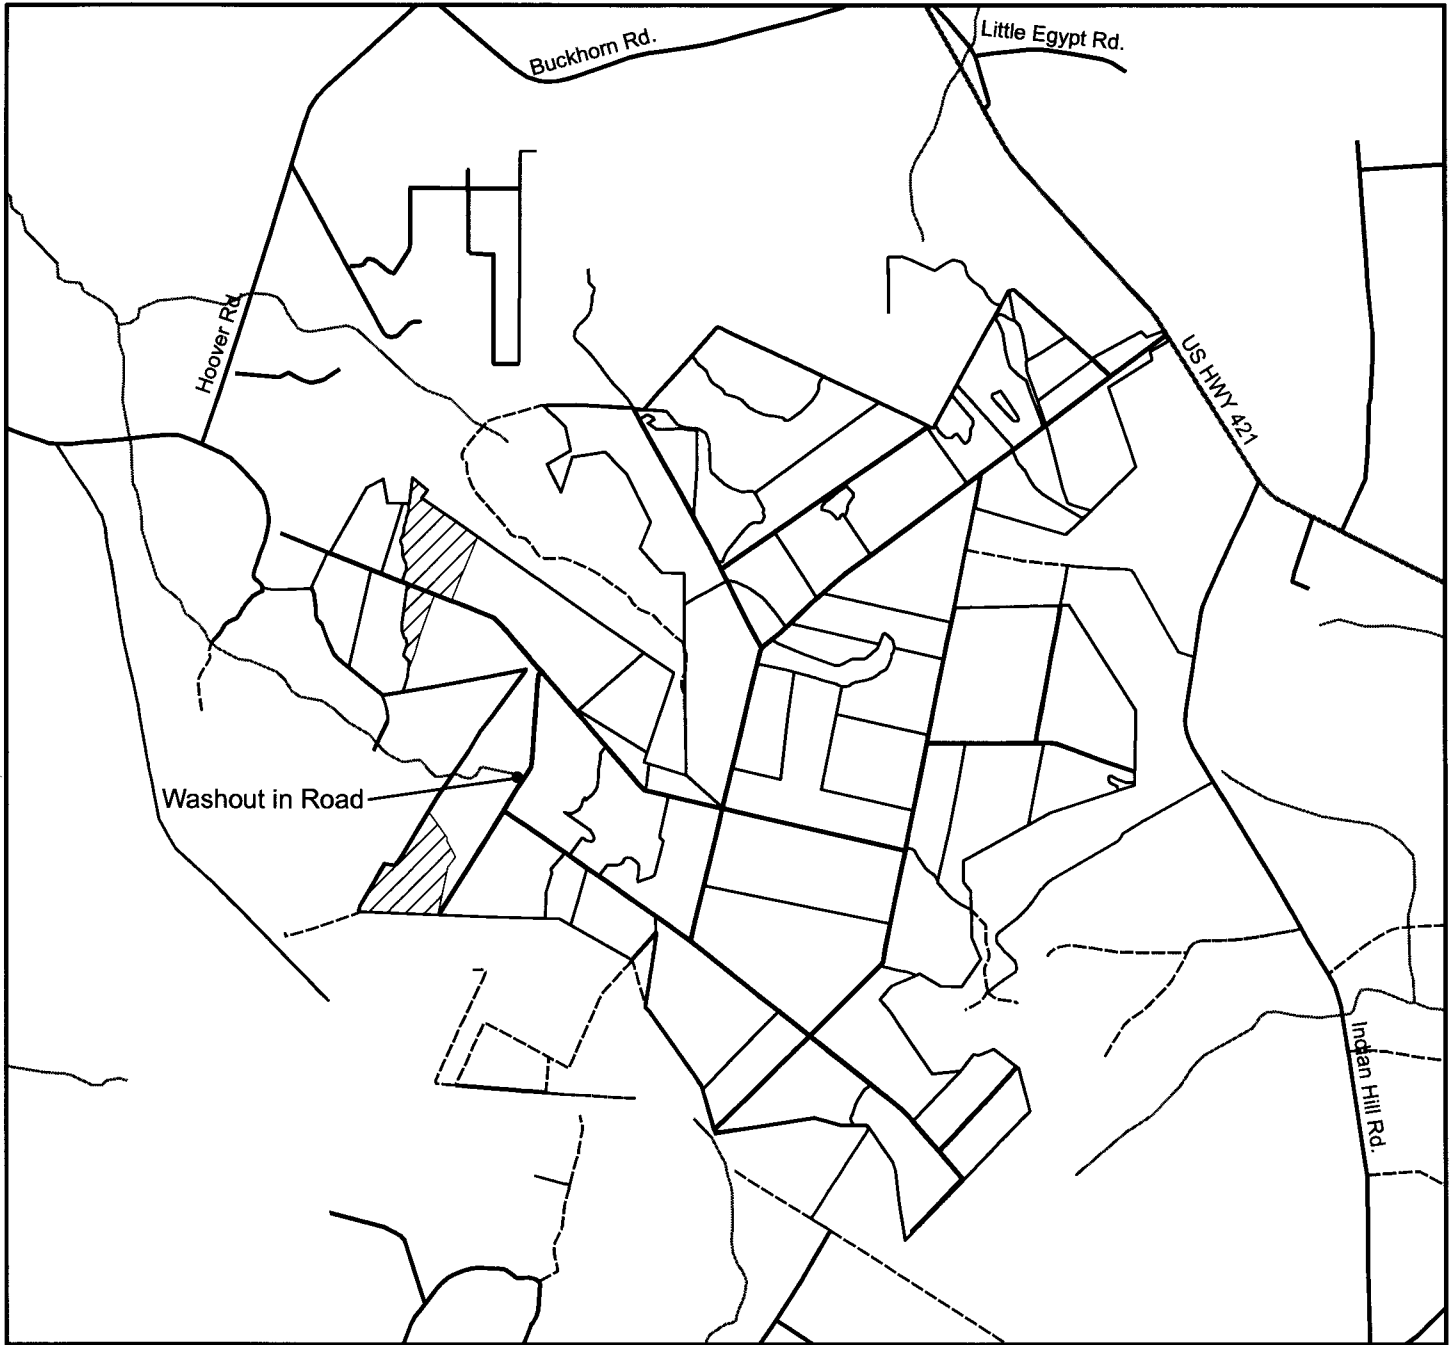 Buckhorn Rd.
Little Egypt Rd.
Hoover Rd
US HWY 421
Washout in Road
Indian Hill Rd.